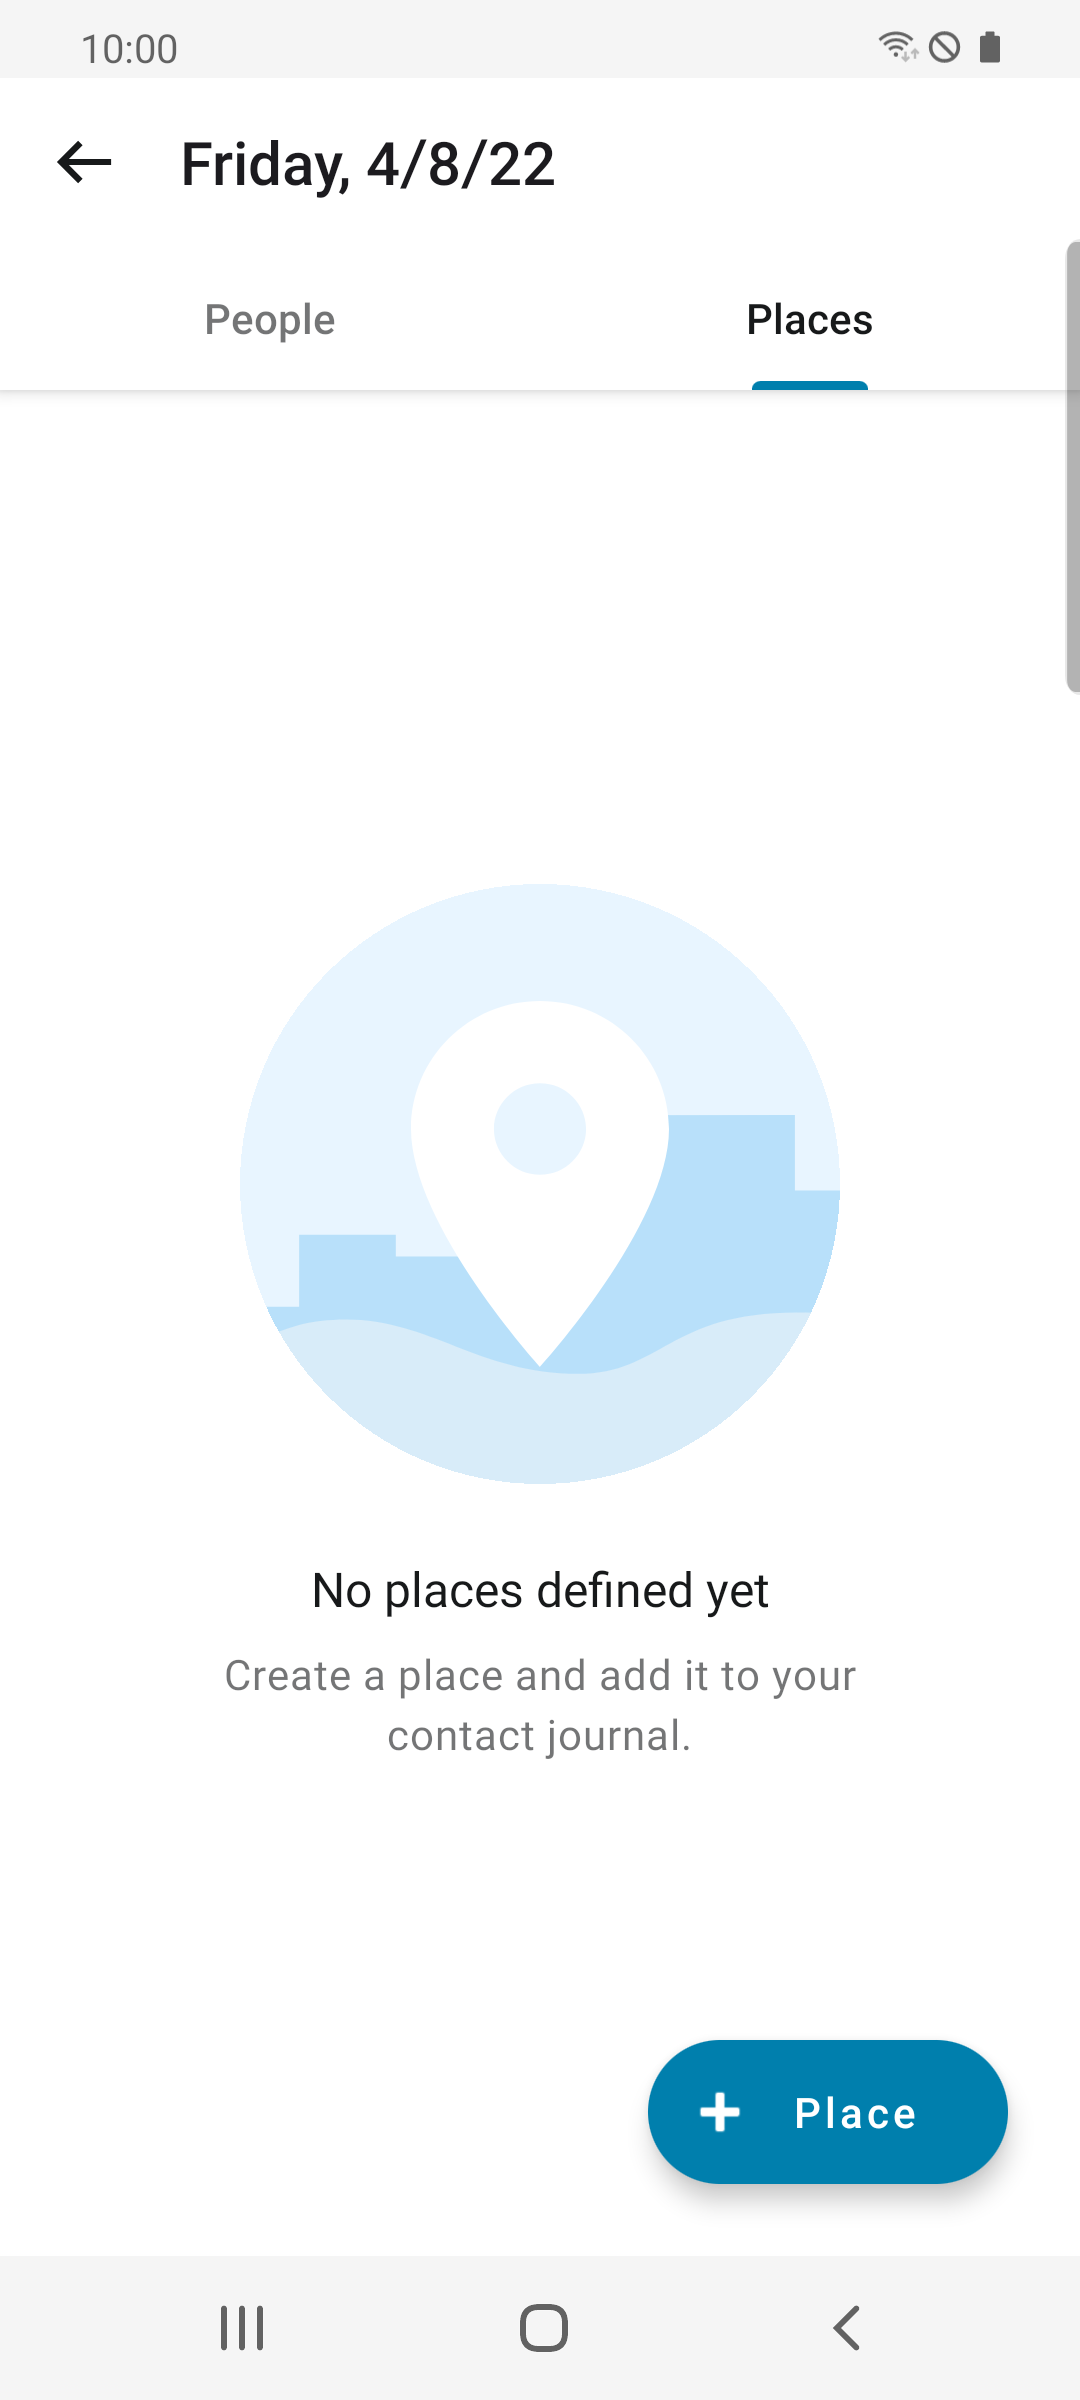 10:00
Friday, 4/8/22
People
Places
No places defined yet
Create a place and add it to your
contact journal.
Place